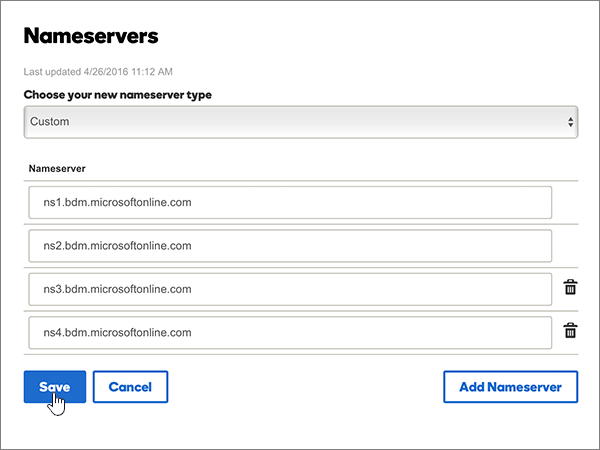 Nameservers
Last updated 4/26/2016 11:12 AM
Choose your new nameserver type
Custom
Nameserver
ns1.bdm.microsoftonline.com
ns2.bdm.microsoftonline.com
ns3.bdm.microsoftonline.com
ns4.bdm.microsoftonline.com
Save Cancel Add Nameserver